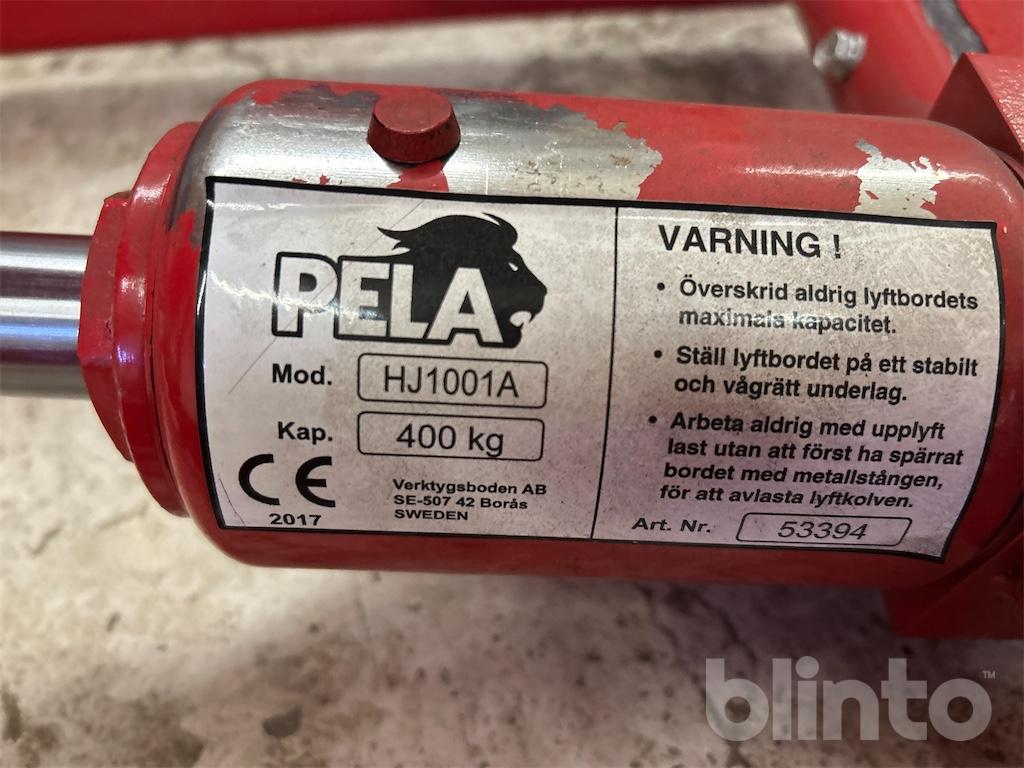 PELA
Mod. HJ1001A
Kap. 400 kg
CE
2017
Verktygsboden AB
SE-507 42 Borås
SWEDEN
VARNING !
• Överskrid aldrig lyftbordets
maximala kapacitet.
• Ställ lyftbordet på ett stabilt
och vågrätt underlag.
• Arbeta aldrig med upplyft
last utan att först ha spärrat
bordet med metallstången,
för att avlasta lyftkolven.
Art. Nr. 53394
blinto™